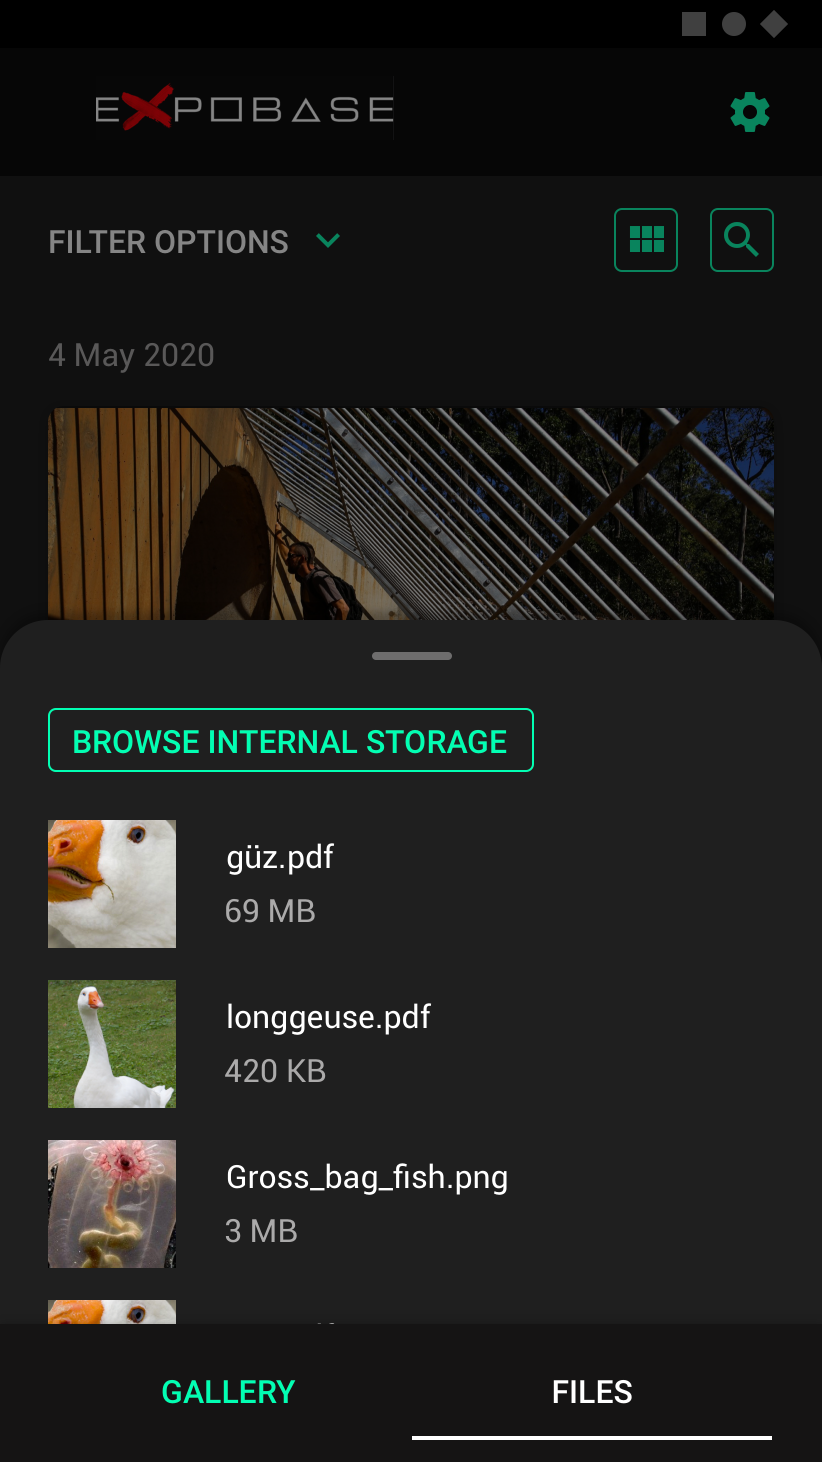 EXPOBASE
FILTER OPTIONS
4 May 2020
BROWSE INTERNAL STORAGE
güz.pdf
69 MB
longgeuse.pdf
420 KB
Gross_bag_fish.png
3 MB
GALLERY
FILES